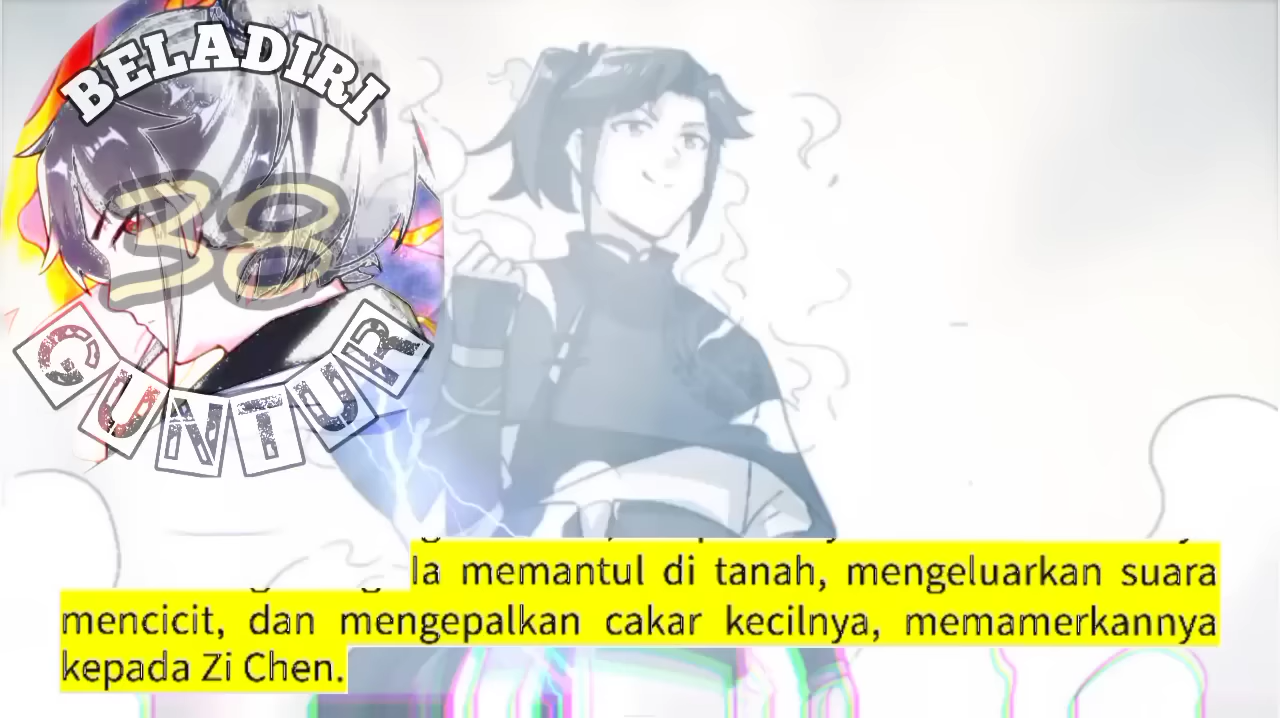 BELADIRI
38
GUNTUR
Ia memantul di tanah, mengeluarkan suara
mencicit, dan mengepalkan cakar kecilnya, memamerkannya
kepada Zi Chen.